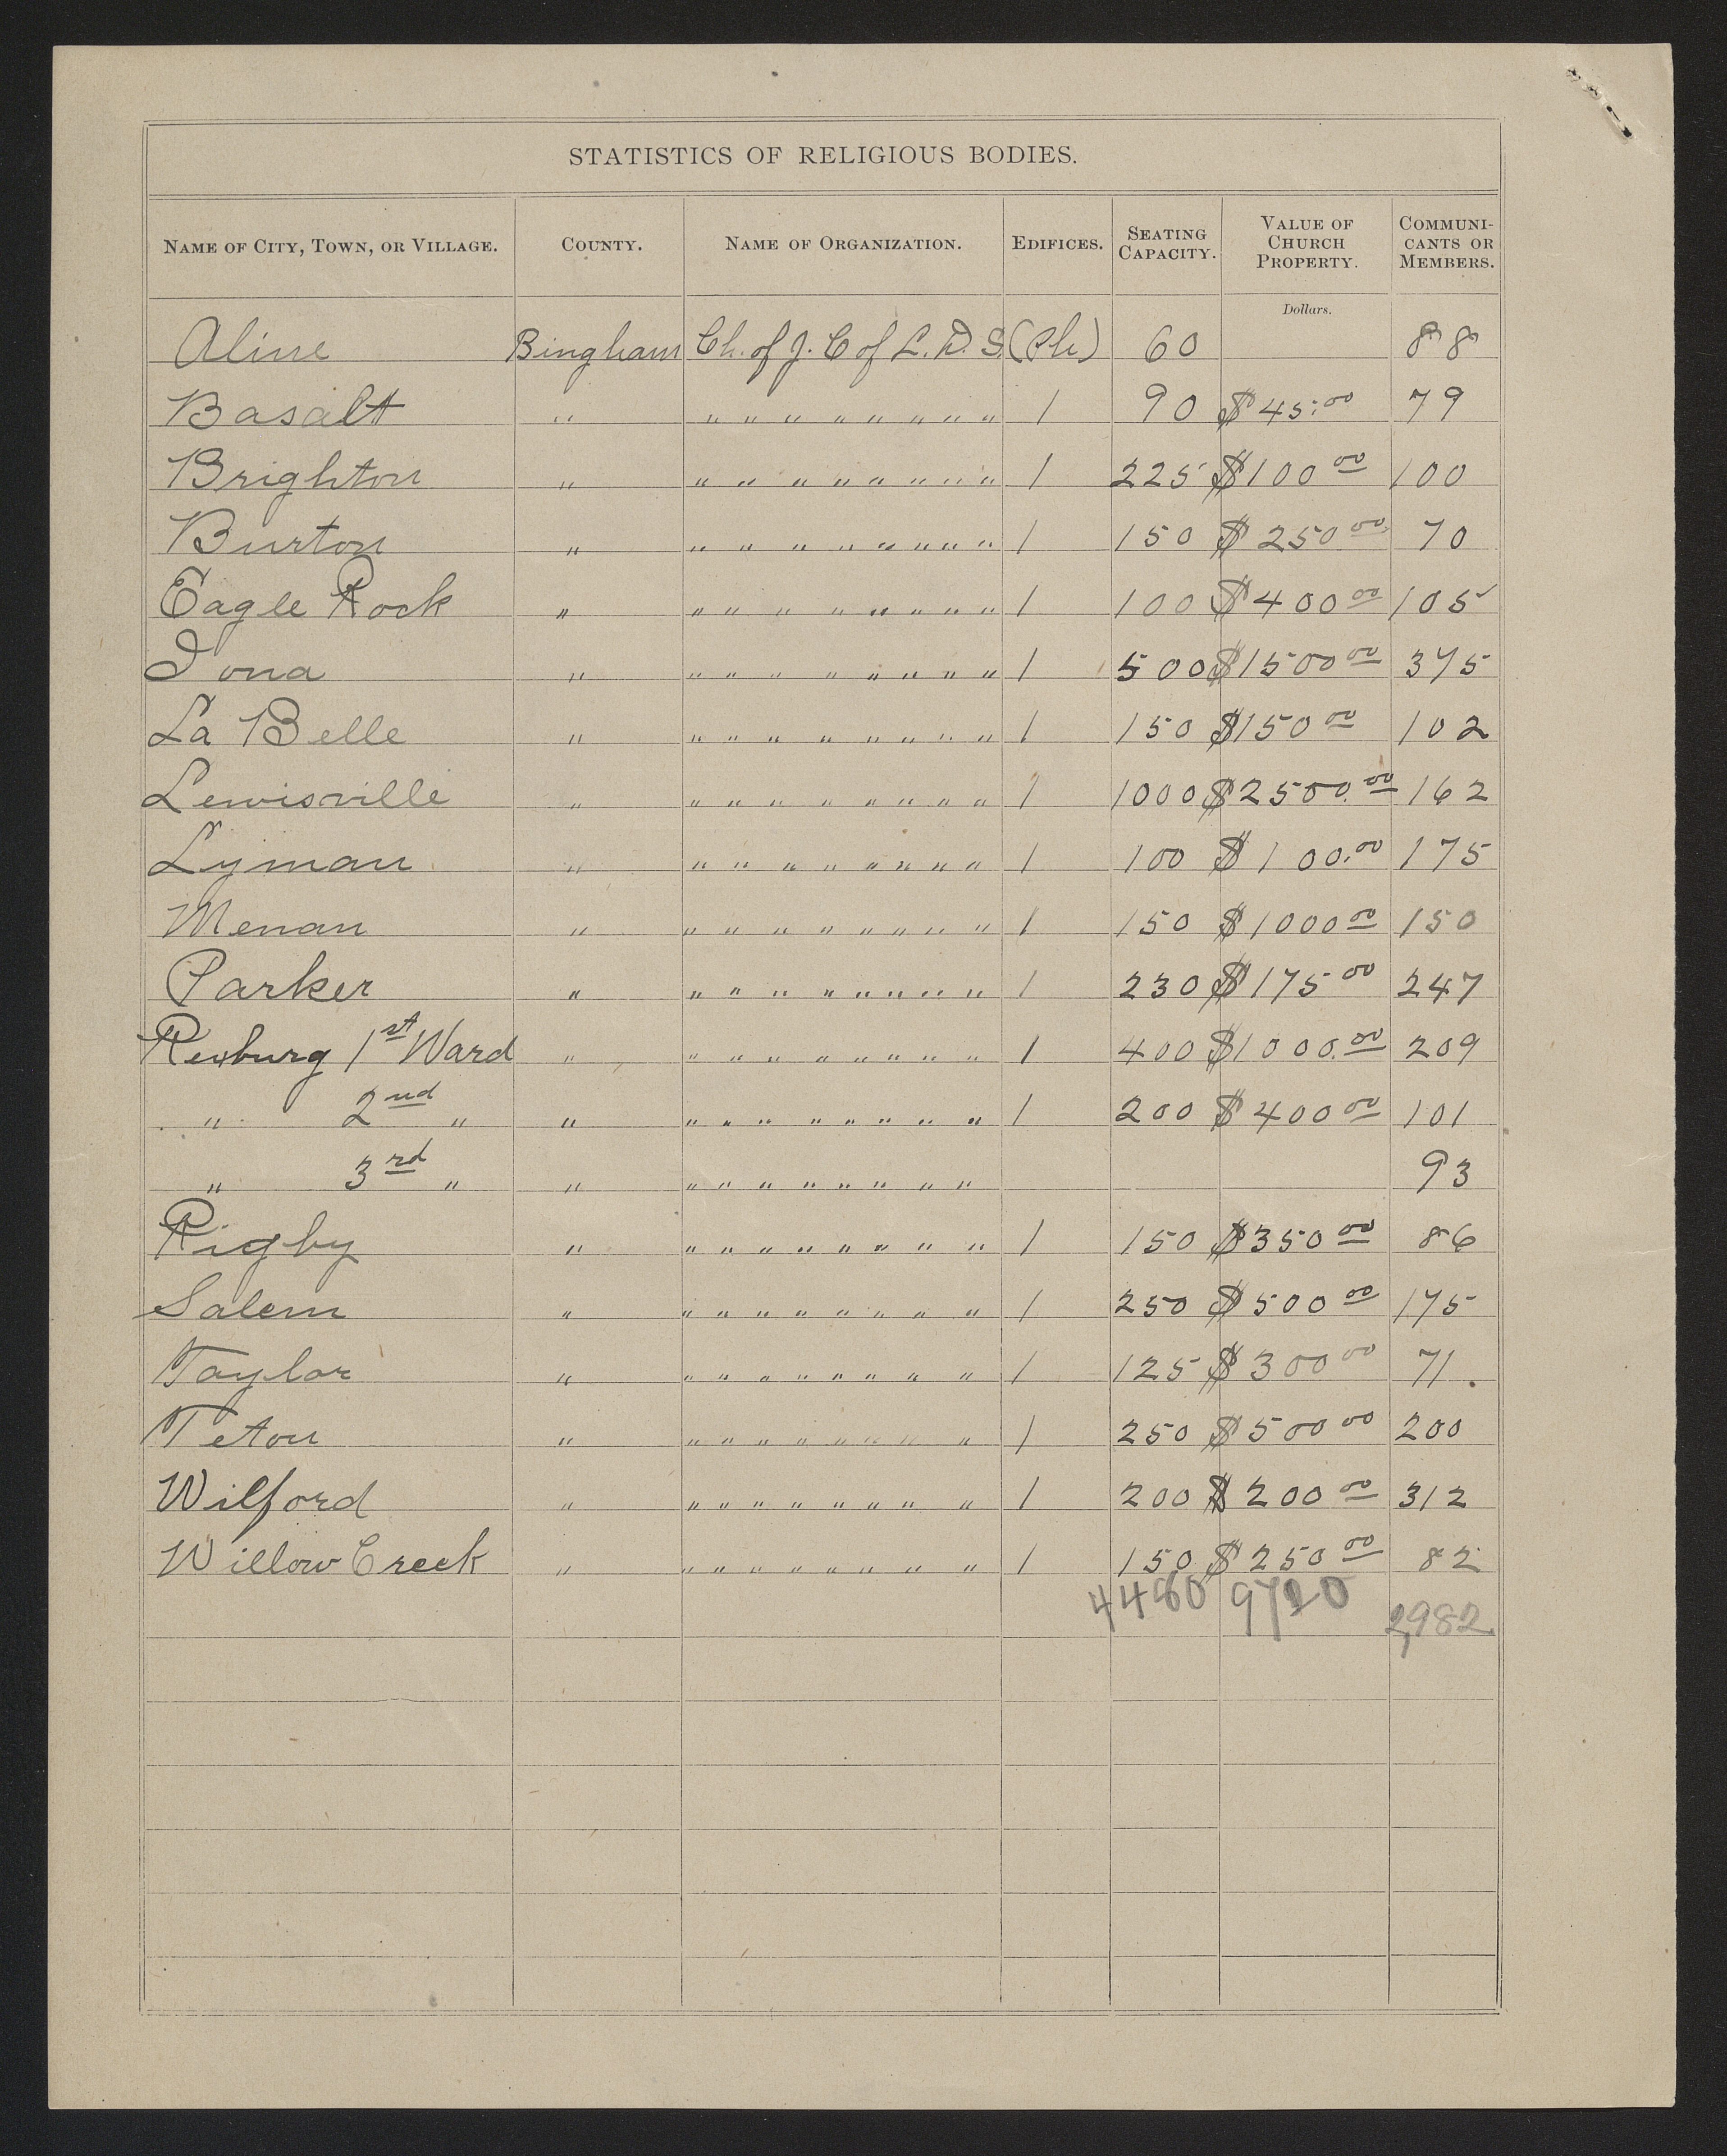 STATISTICS OF RELIGIOUS BODIES.
NAME OF CITY, TOWN, OR VILLAGE. COUNTY. NAME OF ORGANIZATION. EDIFICES. SEATING CAPACITY. VALUE OF CHURCH PROPERTY. COMMUNI-CANTS OR MEMBERS.
Dollars.
Aline Bingham Ch. of J. C of L. D. S (Ph) 60 88
Basalt " " " " " " " " " " 1 90 $45.00 79
Brighton " " " " " " " " " " 1 225 $100 00 100
Burton " " " " " " " " " " 1 150 $250 00 70
Eagle Rock " " " " " " " " " " 1 100 $400 00 105
Iona " " " " " " " " " 1 500 $1500 00 375
La Belle " " " " " " " " " " 1 150 $150 00 102
Lewisville " " " " " " " " " " 1 1000 $2500.00 162
Lyman " " " " " " " " " " 1 100 $100.00 175
Menan " " " " " " " " " " 1 150 $1000 00 150
Parker " " " " " " " " " " 1 230 $175 00 247
Rexburg 1st Ward " " " " " " " " " " 1 400 $1000.00 209
" 2nd " " " " " " " " " " 1 200 $400 00 101
" 3rd " " " " " " " " " " 93
Rigby " " " " " " " " " " 1 150 $350 00 86
Salem " " " " " " " " " 1 250 $500 00 175
Taylor " " " " " " " " " 1 125 $300 00 71.
Teton " " " " " " " " " 1 250 $500 00 200
Wilford " " " " " " " " " 1 200 $200 00 312
Willow Creek " " " " " " " " " 1 150 $250 00 82
4480 9720 2,982